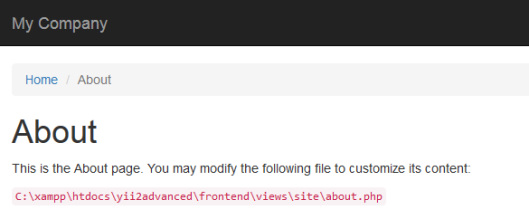 My Company
Home / About
About
This is the About page. You may modify the following file to customize its content:
C:\xampp\htdocs\yii2advanced\frontend\views\site\about.php